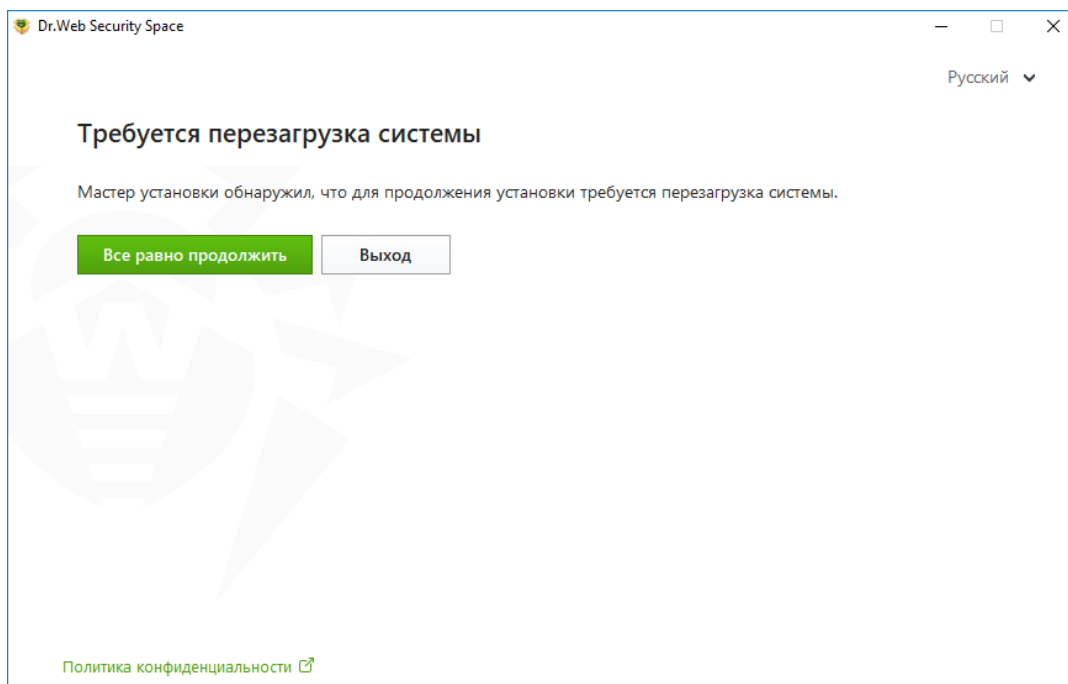 Dr.Web Security Space
Русский
Требуется перезагрузка системы
Мастер установки обнаружил, что для продолжения установки требуется перезагрузка системы.
Все равно продолжить
Выход
Политика конфиденциальности